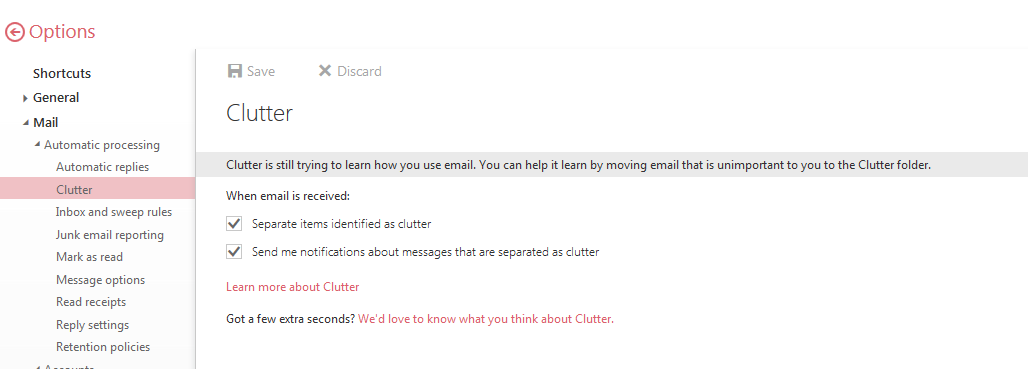 Options
Shortcuts
General
Mail
Automatic processing
Automatic replies
Clutter
Inbox and sweep rules
Junk email reporting
Mark as read
Message options
Read receipts
Reply settings
Retention policies
Accounts
Save Discard
Clutter
Clutter is still trying to learn how you use email. You can help it learn by moving email that is unimportant to you to the Clutter folder.
When email is received:
Separate items identified as clutter
Send me notifications about messages that are separated as clutter
Learn more about Clutter
Got a few extra seconds? We'd love to know what you think about Clutter.